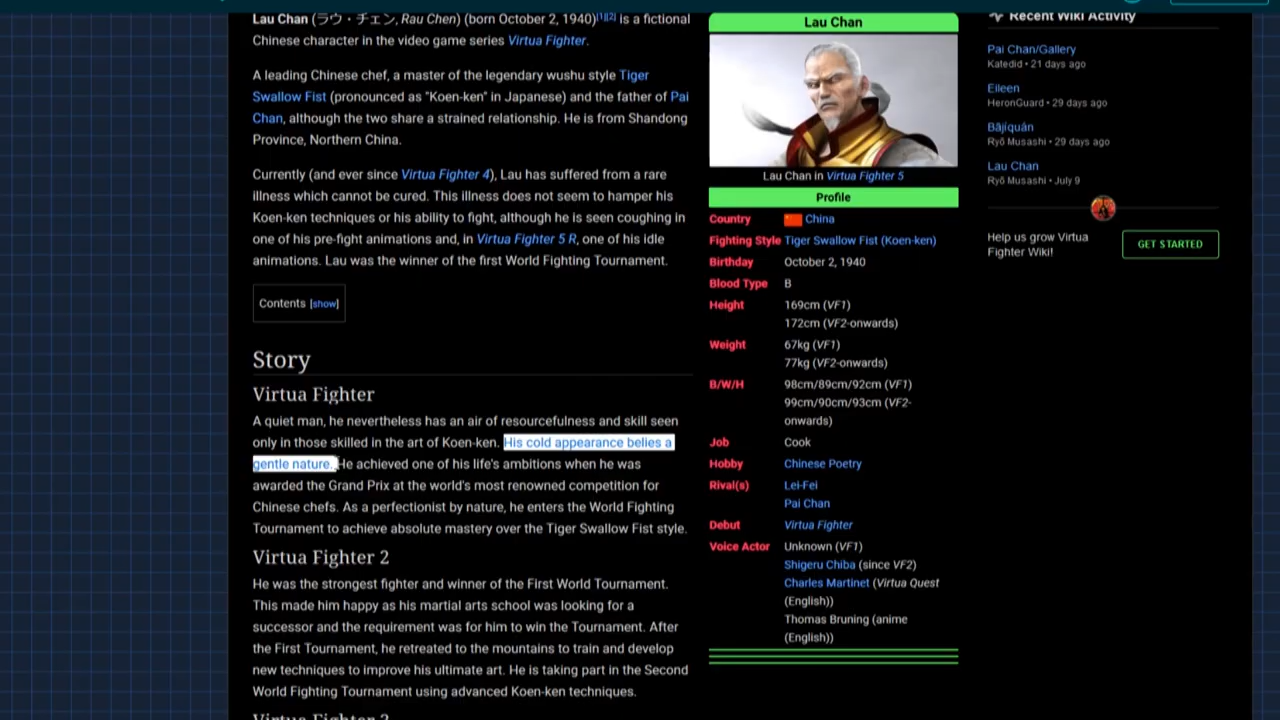 Lau Chan (ラウ・チェン, Rau Chen) (born October 2, 1940)[1][2] is a fictional
Chinese character in the video game series Virtua Fighter.
A leading Chinese chef, a master of the legendary wushu style Tiger
Swallow Fist (pronounced as "Koen-ken" in Japanese) and the father of Pai
Chan, although the two share a strained relationship. He is from Shandong
Province, Northern China.
Currently (and ever since Virtua Fighter 4), Lau has suffered from a rare
illness which cannot be cured. This illness does not seem to hamper his
Koen-ken techniques or his ability to fight, although he is seen coughing in
one of his pre-fight animations and, in Virtua Fighter 5 R, one of his idle
animations. Lau was the winner of the first World Fighting Tournament.
Contents [show]
Story
Virtua Fighter
A quiet man, he nevertheless has an air of resourcefulness and skill seen
only in those skilled in the art of Koen-ken. His cold appearance belies a
gentle nature. He achieved one of his life's ambitions when he was
awarded the Grand Prix at the world's most renowned competition for
Chinese chefs. As a perfectionist by nature, he enters the World Fighting
Tournament to achieve absolute mastery over the Tiger Swallow Fist style.
Virtua Fighter 2
He was the strongest fighter and winner of the First World Tournament.
This made him happy as his martial arts school was looking for a
successor and the requirement was for him to win the Tournament. After
the First Tournament, he retreated to the mountains to train and develop
new techniques to improve his ultimate art. He is taking part in the Second
World Fighting Tournament using advanced Koen-ken techniques.
Lau Chan
Lau Chan in Virtua Fighter 5
Profile
Country China
Fighting Style Tiger Swallow Fist (Koen-ken)
Birthday October 2, 1940
Blood Type B
Height 169cm (VF1)
172cm (VF2-onwards)
Weight 67kg (VF1)
77kg (VF2-onwards)
B/W/H 98cm/89cm/92cm (VF1)
99cm/90cm/93cm (VF2-
onwards)
Job Cook
Hobby Chinese Poetry
Rival(s) Lei-Fei
Pai Chan
Debut Virtua Fighter
Voice Actor Unknown (VF1)
Shigeru Chiba (since VF2)
Charles Martinet (Virtua Quest
(English))
Thomas Bruning (anime
(English))
Recent Wiki Activity
Pai Chan/Gallery
Katedid • 21 days ago
Eileen
HeronGuard • 29 days ago
Bājíquán
Ryō Musashi • 29 days ago
Lau Chan
Ryō Musashi • July 9
Help us grow Virtua
Fighter Wiki!
GET STARTED